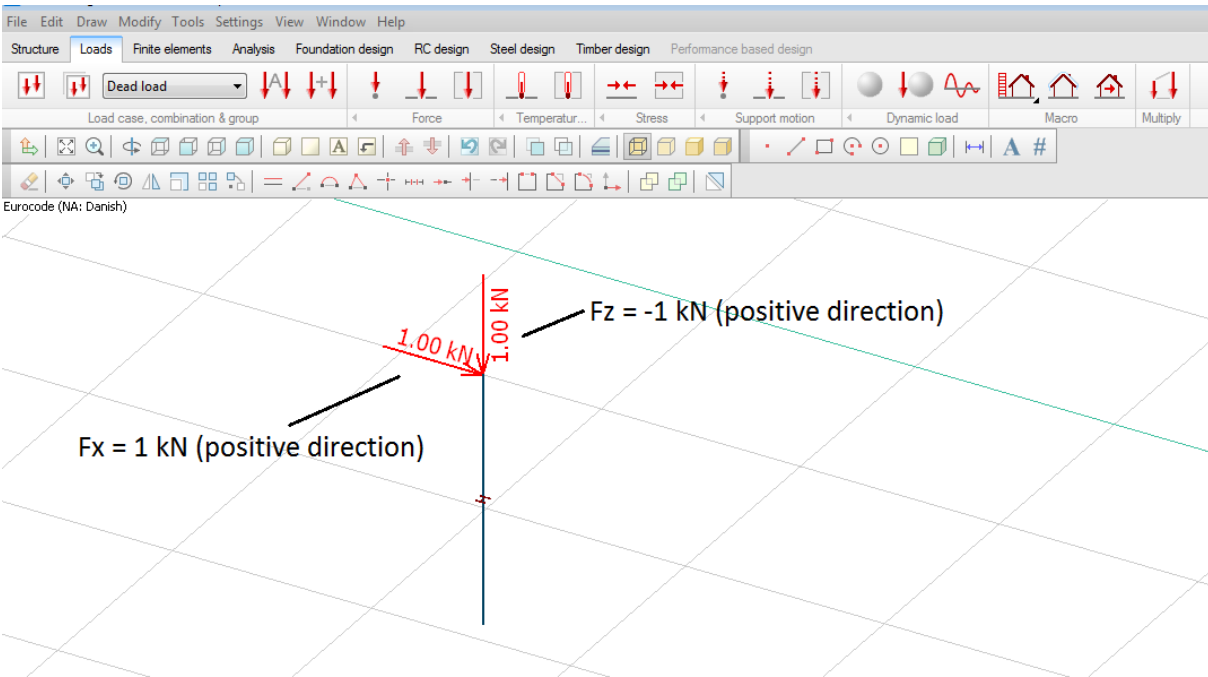 File Edit Draw Modify Tools Settings View Window Help
Structure Loads Finite elements Analysis Foundation design RC design Steel design Timber design Performance based design
Dead load
Load case, combination & group Force Temperatur... Stress Support motion Dynamic load Macro Multiply
Eurocode (NA: Danish)
1.00 kN
Fz = -1 kN (positive direction)
1.00 kN
Fx = 1 kN (positive direction)